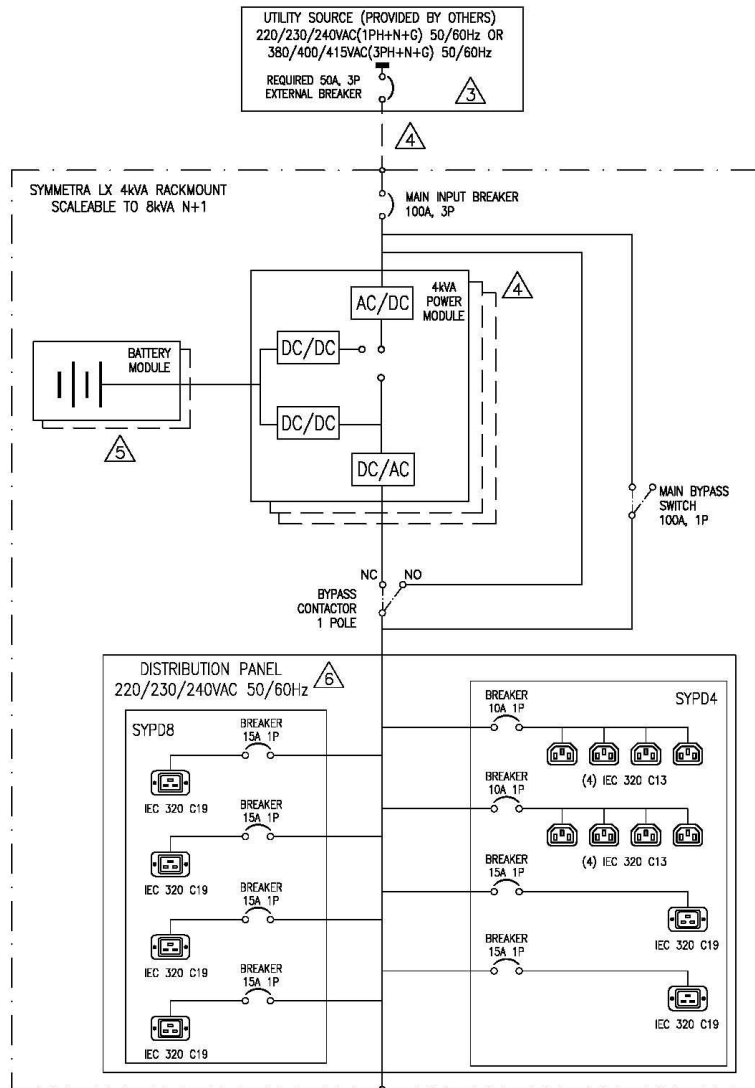 UTILITY SOURCE (PROVIDED BY OTHERS)
220/230/240VAC(1PH+N+G) 50/60Hz OR
380/400/415VAC(3PH+N+G) 50/60Hz
REQUIRED 50A, 3P
EXTERNAL BREAKER
3
4
SYMMETRA LX 4kVA RACKMOUNT
SCALEABLE TO 8kVA N+1
MAIN INPUT BREAKER
100A, 3P
4kVA
POWER
MODULE
4
AC/DC
DC/DC
BATTERY
MODULE
5
DC/DC
DC/AC
MAIN BYPASS
SWITCH
100A, 1P
NC
NO
BYPASS
CONTACTOR
1 POLE
DISTRIBUTION PANEL
220/230/240VAC 50/60Hz
6
SYPD8
BREAKER
15A 1P
IEC 320 C19
BREAKER
15A 1P
IEC 320 C19
BREAKER
15A 1P
IEC 320 C19
BREAKER
15A 1P
IEC 320 C19
SYPD4
BREAKER
10A 1P
(4) IEC 320 C13
BREAKER
10A 1P
(4) IEC 320 C13
BREAKER
15A 1P
IEC 320 C19
BREAKER
15A 1P
IEC 320 C19